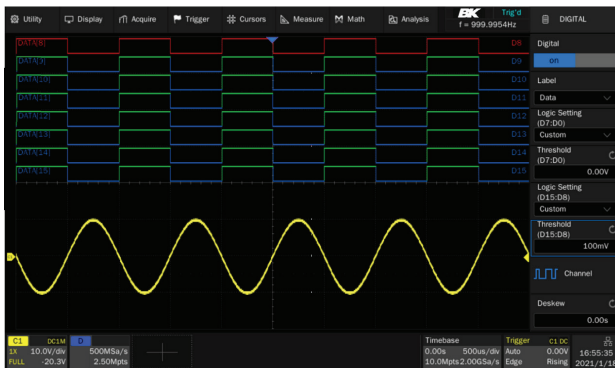 Utility Display Acquire Trigger Cursors Measure Math Analysis BK Trig'd DIGITAL
f = 999.9954Hz
DATA[8] D8
DATA[9] D9
DATA[10] D10
DATA[11] D11
DATA[12] D12
DATA[13] D13
DATA[14] D14
DATA[15] D15
Digital
on
Label
Data
Logic Setting
(D7:D0)
Custom
Threshold
(D7:D0)
0.00V
Logic Setting
(D15:D8)
Custom
Threshold
(D15:D8)
100mV
Channel
Deskew
0.00s
C1 DC1M D Timebase Trigger C1 DC
1X 10.0V/div 500MSa/s 0.00s 500us/div Auto 0.00V 16:55:35
FULL -20.3V 2.50Mpts 10.0Mpts 2.00GSa/s Edge Rising 2021/1/18